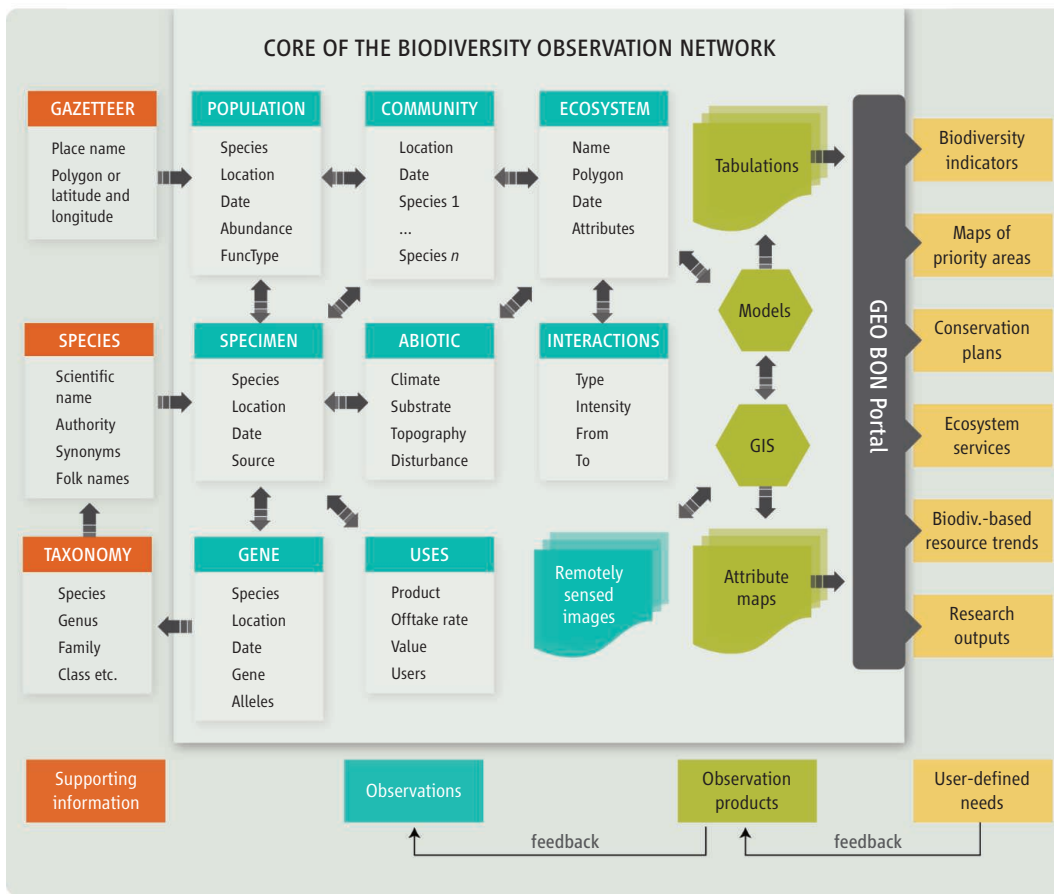 CORE OF THE BIODIVERSITY OBSERVATION NETWORK
GAZETTEER
Place name
Polygon or
latitude and
longitude
POPULATION
Species
Location
Date
Abundance
FuncType
COMMUNITY
Location
Date
Species 1
...
Species n
ECOSYSTEM
Name
Polygon
Date
Attributes
Tabulations
SPECIES
Scientific
name
Authority
Synonyms
Folk names
SPECIMEN
Species
Location
Date
Source
ABIOTIC
Climate
Substrate
Topography
Disturbance
INTERACTIONS
Type
Intensity
From
To
Models
GIS
TAXONOMY
Species
Genus
Family
Class etc.
GENE
Species
Location
Date
Gene
Alleles
USES
Product
Offtake rate
Value
Users
Remotely
sensed
images
Attribute
maps
GEO BON Portal
Biodiversity
indicators
Maps of
priority areas
Conservation
plans
Ecosystem
services
Biodiv.-based
resource trends
Research
outputs
Supporting
information
Observations
Observation
products
User-defined
needs
feedback
feedback